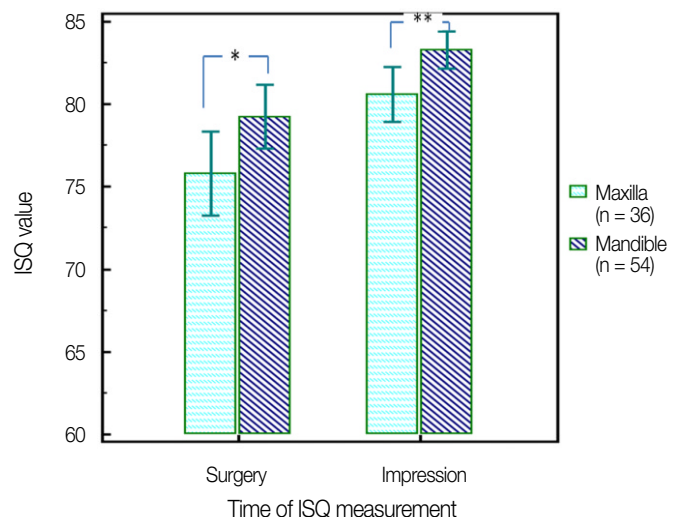 85
80
75
70
65
60
ISQ value
*
**
Maxilla
(n = 36)
Mandible
(n = 54)
Surgery
Impression
Time of ISQ measurement